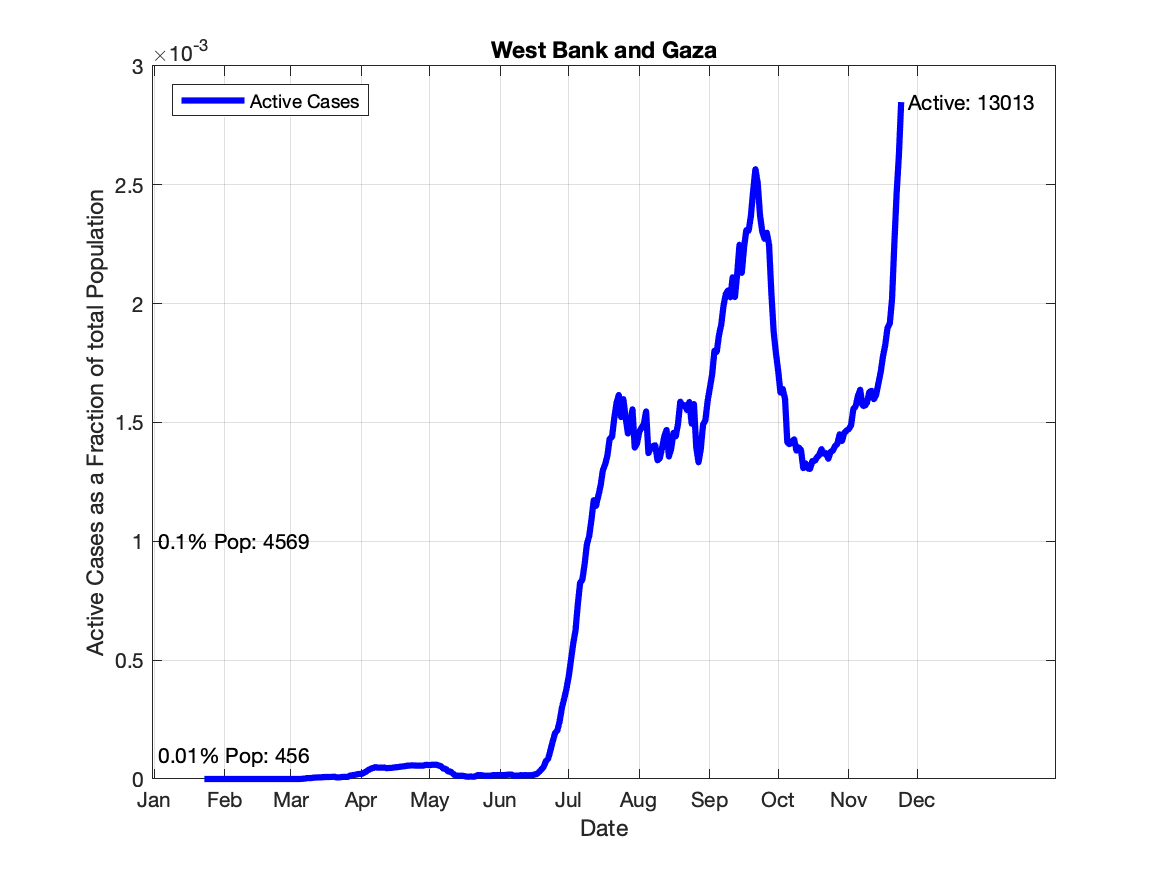 West Bank and Gaza
×10-3
Active Cases
Active: 13013
3
2.5
2
1.5
1
0.5
0
0.1% Pop: 4569
0.01% Pop: 456
Active Cases as a Fraction of total Population
Jan Feb Mar Apr May Jun Jul Aug Sep Oct Nov Dec
Date